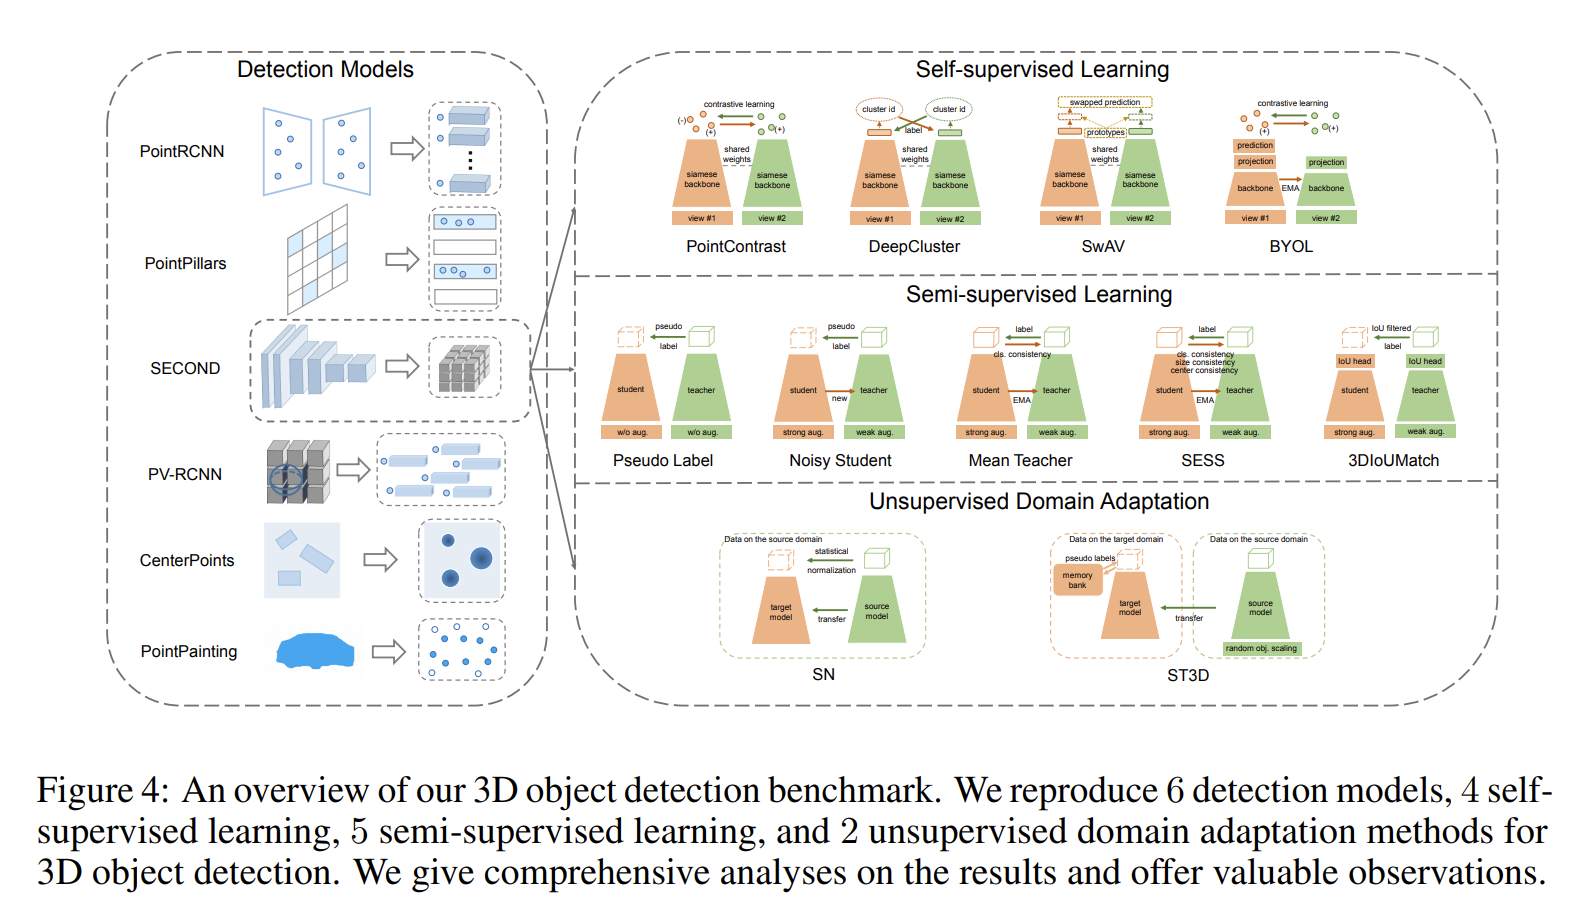 Detection Models
PointRCNN
PointPillars
SECOND
PV-RCNN
CenterPoints
PointPainting
Self-supervised Learning
contrastive learning
(-)
(+)
(+)
shared
weights
siamese
backbone
siamese
backbone
view #1
view #2
PointContrast
cluster id
cluster id
label
shared
weights
siamese
backbone
siamese
backbone
view #1
view #2
DeepCluster
swapped prediction
prototypes
shared
weights
siamese
backbone
siamese
backbone
view #1
view #2
SwAV
contrastive learning
(+)
(+)
prediction
projection
projection
backbone
EMA
backbone
view #1
view #2
BYOL
Semi-supervised Learning
pseudo
label
student
teacher
w/o aug.
w/o aug.
Pseudo Label
pseudo
label
student
teacher
new
strong aug.
weak aug.
Noisy Student
label
cls. consistency
student
teacher
EMA
strong aug.
weak aug.
Mean Teacher
label
cls. consistency
size consistency
center consistency
student
teacher
EMA
strong aug.
weak aug.
SESS
IoU filtered
label
IoU head
IoU head
student
teacher
strong aug.
weak aug.
3DIoUMatch
Unsupervised Domain Adaptation
Data on the source domain
statistical
normalization
target
model
source
model
transfer
SN
Data on the target domain
pseudo labels
memory
bank
target
model
transfer
Data on the source domain
source
model
random obj. scaling
ST3D
Figure 4: An overview of our 3D object detection benchmark. We reproduce 6 detection models, 4 self-
supervised learning, 5 semi-supervised learning, and 2 unsupervised domain adaptation methods for
3D object detection. We give comprehensive analyses on the results and offer valuable observations.